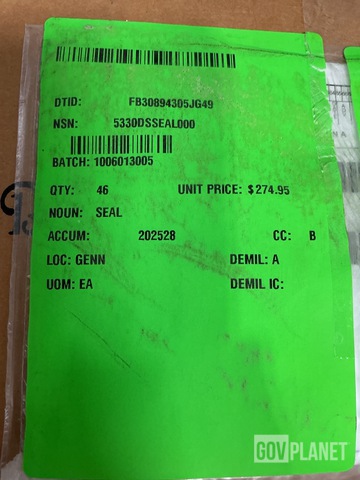 DTID: FB30894305JG49
NSN: 5330DSSEAL000
BATCH: 1006013005
QTY: 46 UNIT PRICE: $274.95
NOUN: SEAL
ACCUM: 202528 CC: B
LOC: GENN DEMIL: A
UOM: EA DEMIL IC:
GOVPLANET